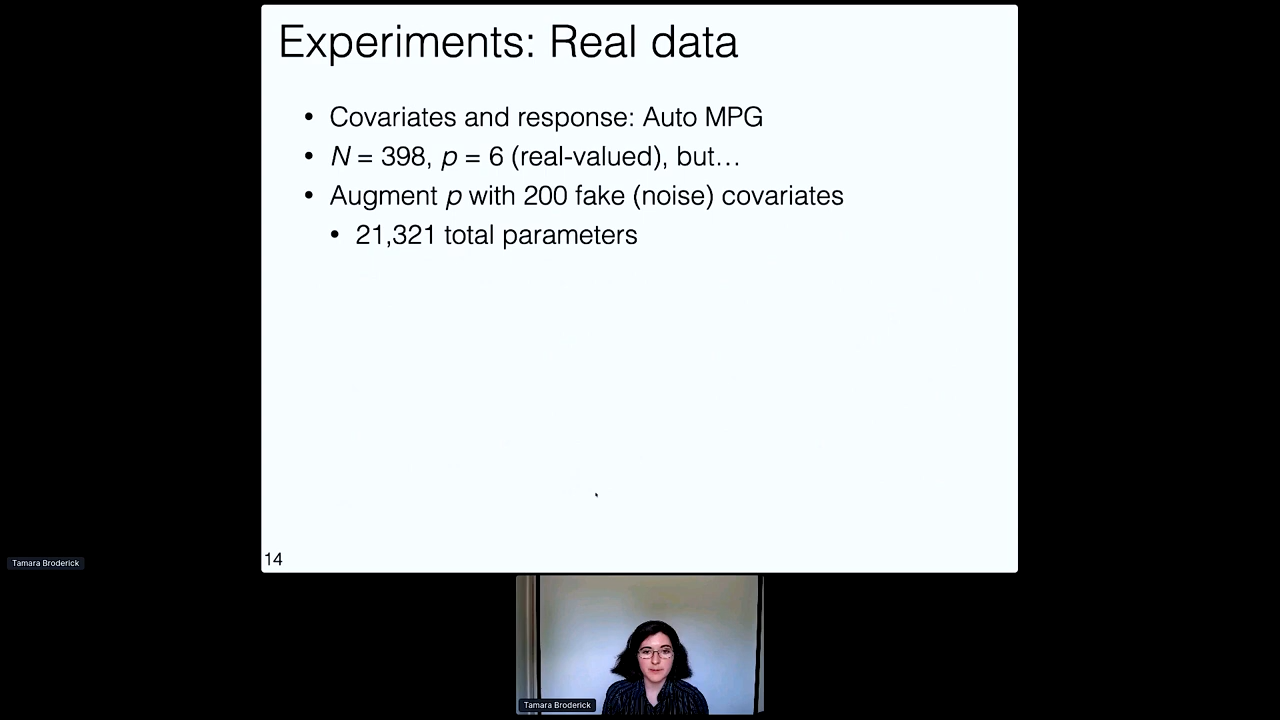 Experiments: Real data
• Covariates and response: Auto MPG
• N = 398, p = 6 (real-valued), but…
• Augment p with 200 fake (noise) covariates
• 21,321 total parameters
14
Tamara Broderick
Tamara Broderick